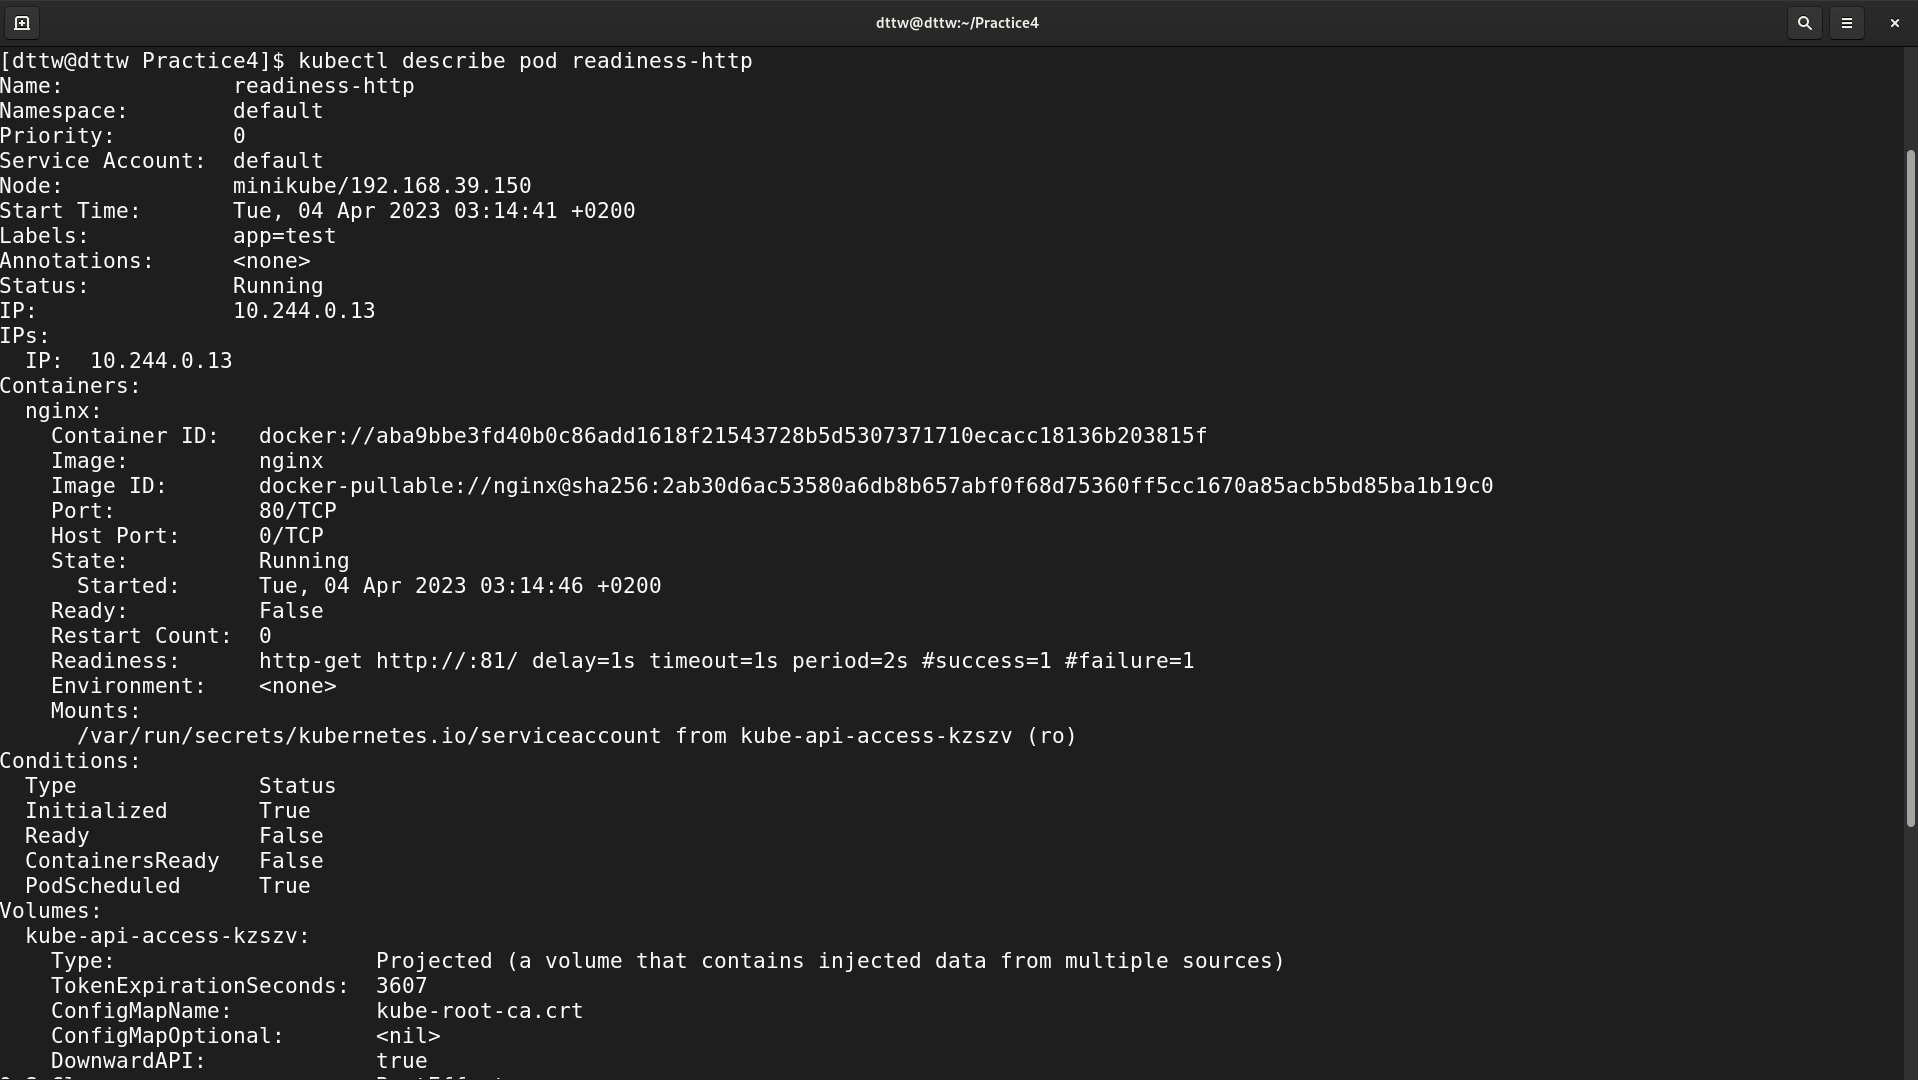 dttw@dttw:~/Practice4
[dttw@dttw Practice4]$ kubectl describe pod readiness-http
Name:             readiness-http
Namespace:        default
Priority:         0
Service Account:  default
Node:             minikube/192.168.39.150
Start Time:       Tue, 04 Apr 2023 03:14:41 +0200
Labels:           app=test
Annotations:      <none>
Status:           Running
IP:               10.244.0.13
IPs:
  IP:  10.244.0.13
Containers:
  nginx:
    Container ID:   docker://aba9bbe3fd40b0c86add1618f21543728b5d5307371710ecacc18136b203815f
    Image:          nginx
    Image ID:       docker-pullable://nginx@sha256:2ab30d6ac53580a6db8b657abf0f68d75360ff5cc1670a85acb5bd85ba1b19c0
    Port:           80/TCP
    Host Port:      0/TCP
    State:          Running
      Started:      Tue, 04 Apr 2023 03:14:46 +0200
    Ready:          False
    Restart Count:  0
    Readiness:      http-get http://:81/ delay=1s timeout=1s period=2s #success=1 #failure=1
    Environment:    <none>
    Mounts:
      /var/run/secrets/kubernetes.io/serviceaccount from kube-api-access-kzszv (ro)
Conditions:
  Type              Status
  Initialized       True
  Ready             False
  ContainersReady   False
  PodScheduled      True
Volumes:
  kube-api-access-kzszv:
    Type:                    Projected (a volume that contains injected data from multiple sources)
    TokenExpirationSeconds:  3607
    ConfigMapName:           kube-root-ca.crt
    ConfigMapOptional:       <nil>
    DownwardAPI:             true